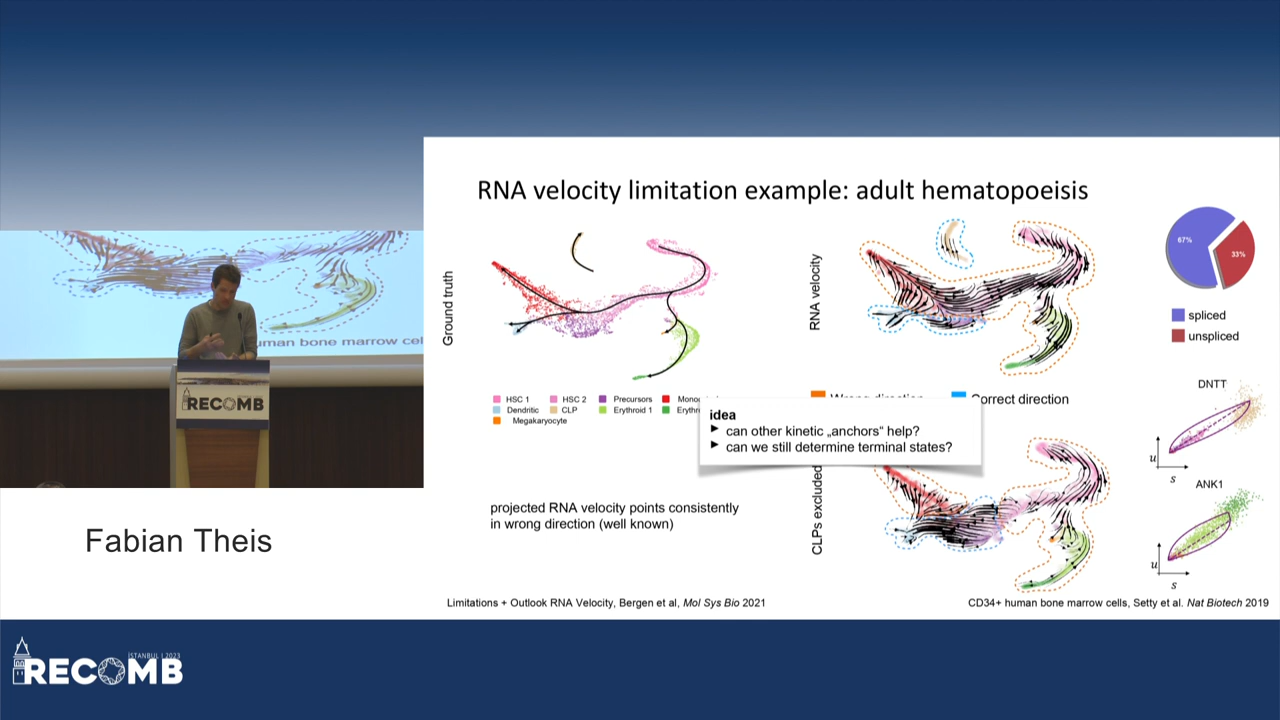 RNA velocity limitation example: adult hematopoeisis
Ground truth
HSC 1
HSC 2
Precursors
Dendritic
CLP
Erythroid 1
Megakaryocyte
RNA velocity
Correct direction
67%
33%
spliced
unspliced
idea
can other kinetic „anchors“ help?
can we still determine terminal states?
CLPs excluded
DNTT
u
s
ANK1
u
s
projected RNA velocity points consistently
in wrong direction (well known)
Limitations + Outlook RNA Velocity, Bergen et al, Mol Sys Bio 2021
CD34+ human bone marrow cells, Setty et al. Nat Biotech 2019
human bone marrow cel
RECOMB
Fabian Theis
İSTANBUL | 2023
RECOMB